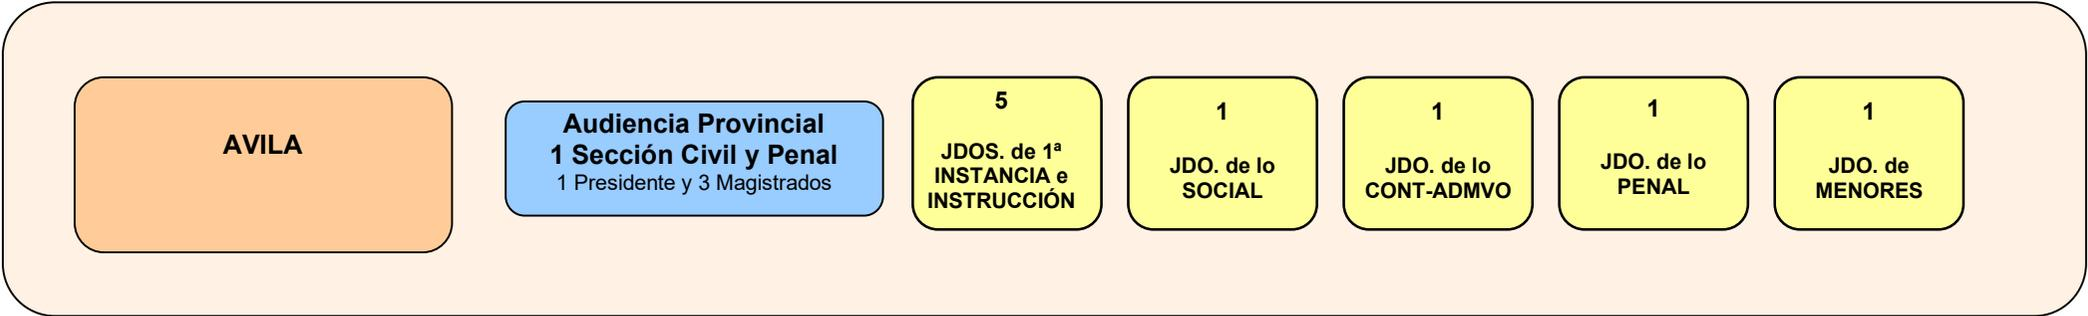 AVILA
Audiencia Provincial
1 Sección Civil y Penal
1 Presidente y 3 Magistrados
5
JDOS. de 1ª
INSTANCIA e
INSTRUCCIÓN
1
JDO. de lo
SOCIAL
1
JDO. de lo
CONT-ADMVO
1
JDO. de lo
PENAL
1
JDO. de
MENORES